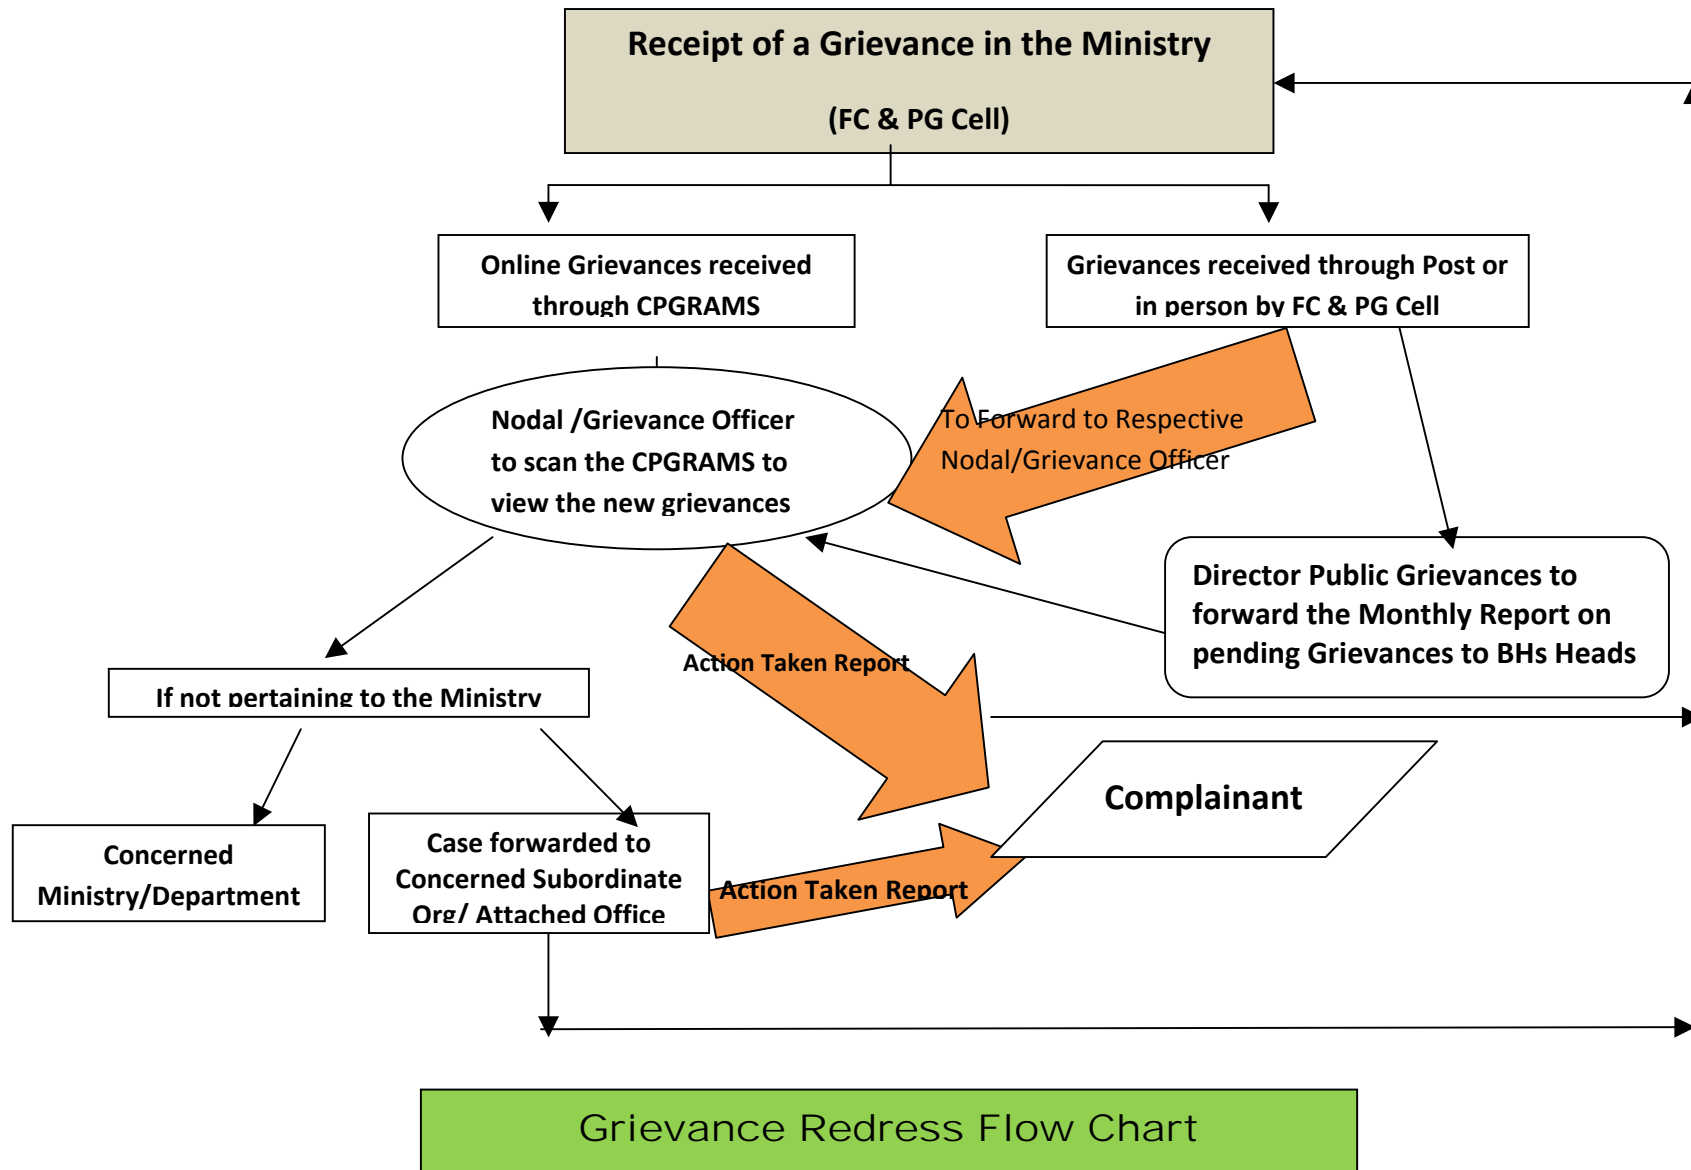 Receipt of a Grievance in the Ministry
(FC & PG Cell)
Online Grievances received
through CPGRAMS
Grievances received through Post or
in person by FC & PG Cell
Nodal /Grievance Officer
to scan the CPGRAMS to
view the new grievances
To Forward to Respective
Nodal/Grievance Officer
Director Public Grievances to
forward the Monthly Report on
pending Grievances to BHs Heads
Action Taken Report
If not pertaining to the Ministry
Complainant
Concerned
Ministry/Department
Case forwarded to
Concerned Subordinate
Org/ Attached Office
Action Taken Report
Grievance Redress Flow Chart